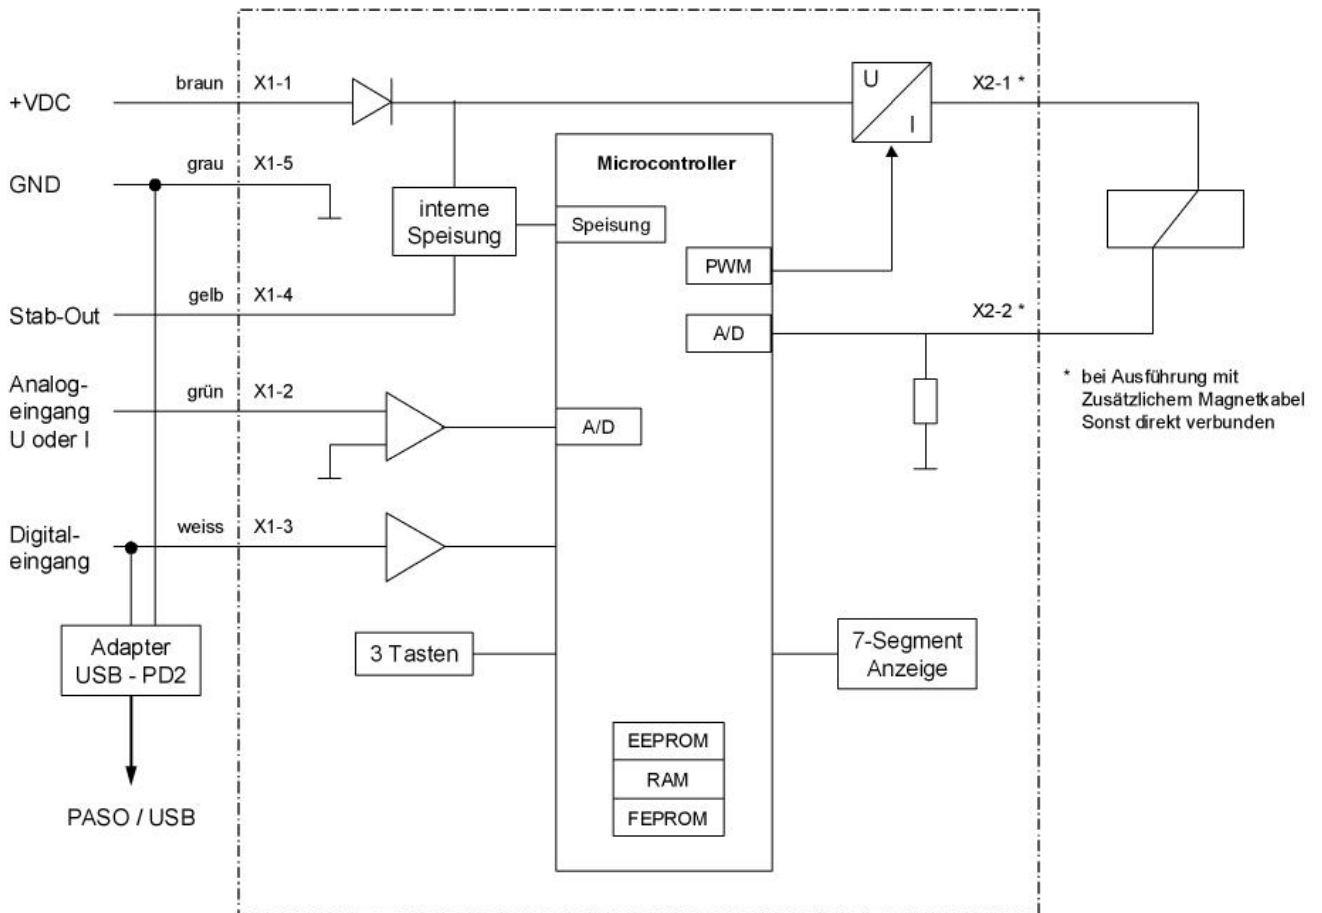 +VDC
braun
X1-1
U
I
X2-1 *
GND
grau
X1-5
Microcontroller
interne
Speisung
Speisung
PWM
Stab-Out
gelb
X1-4
A/D
X2-2 *
Analog-
eingang
U oder I
grün
X1-2
A/D
* bei Ausführung mit
Zusätzlichem Magnetkabel
Sonst direkt verbunden
Digital-
eingang
weiss
X1-3
Adapter
USB - PD2
3 Tasten
7-Segment
Anzeige
EEPROM
RAM
FEPROM
PASO / USB